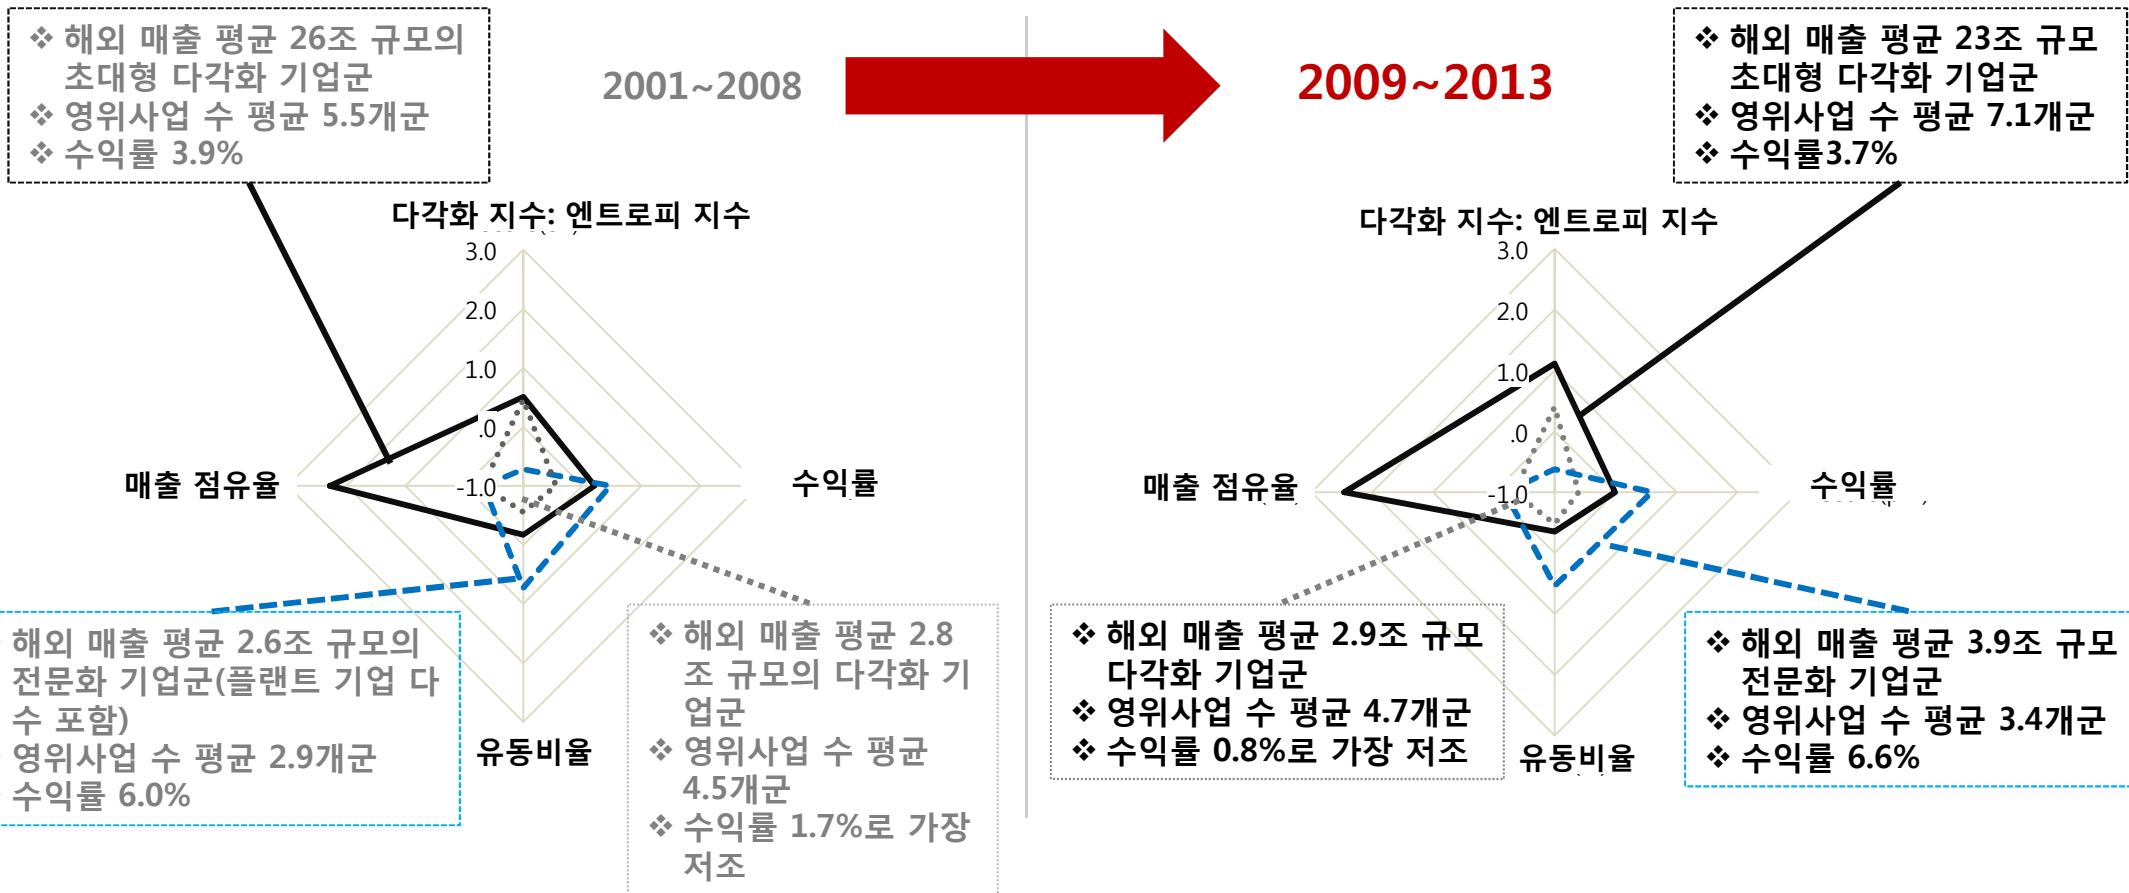 ❖ 해외 매출 평균 26조 규모의
초대형 다각화 기업군
❖ 영위사업 수 평균 5.5개군
❖ 수익률 3.9%
2001~2008
2009~2013
❖ 해외 매출 평균 23조 규모
초대형 다각화 기업군
❖ 영위사업 수 평균 7.1개군
❖ 수익률3.7%
다각화 지수: 엔트로피 지수
3.0
2.0
1.0
.0
-1.0
매출 점유율
수익률
유동비율
다각화 지수: 엔트로피 지수
3.0
2.0
1.0
.0
-1.0
매출 점유율
수익률
유동비율
해외 매출 평균 2.6조 규모의
전문화 기업군(플랜트 기업 다
수 포함)
영위사업 수 평균 2.9개군
수익률 6.0%
❖ 해외 매출 평균 2.8
조 규모의 다각화 기
업군
❖ 영위사업 수 평균
4.5개군
❖ 수익률 1.7%로 가장
저조
❖ 해외 매출 평균 2.9조 규모
다각화 기업군
❖ 영위사업 수 평균 4.7개군
❖ 수익률 0.8%로 가장 저조
❖ 해외 매출 평균 3.9조 규모
전문화 기업군
❖ 영위사업 수 평균 3.4개군
❖ 수익률 6.6%